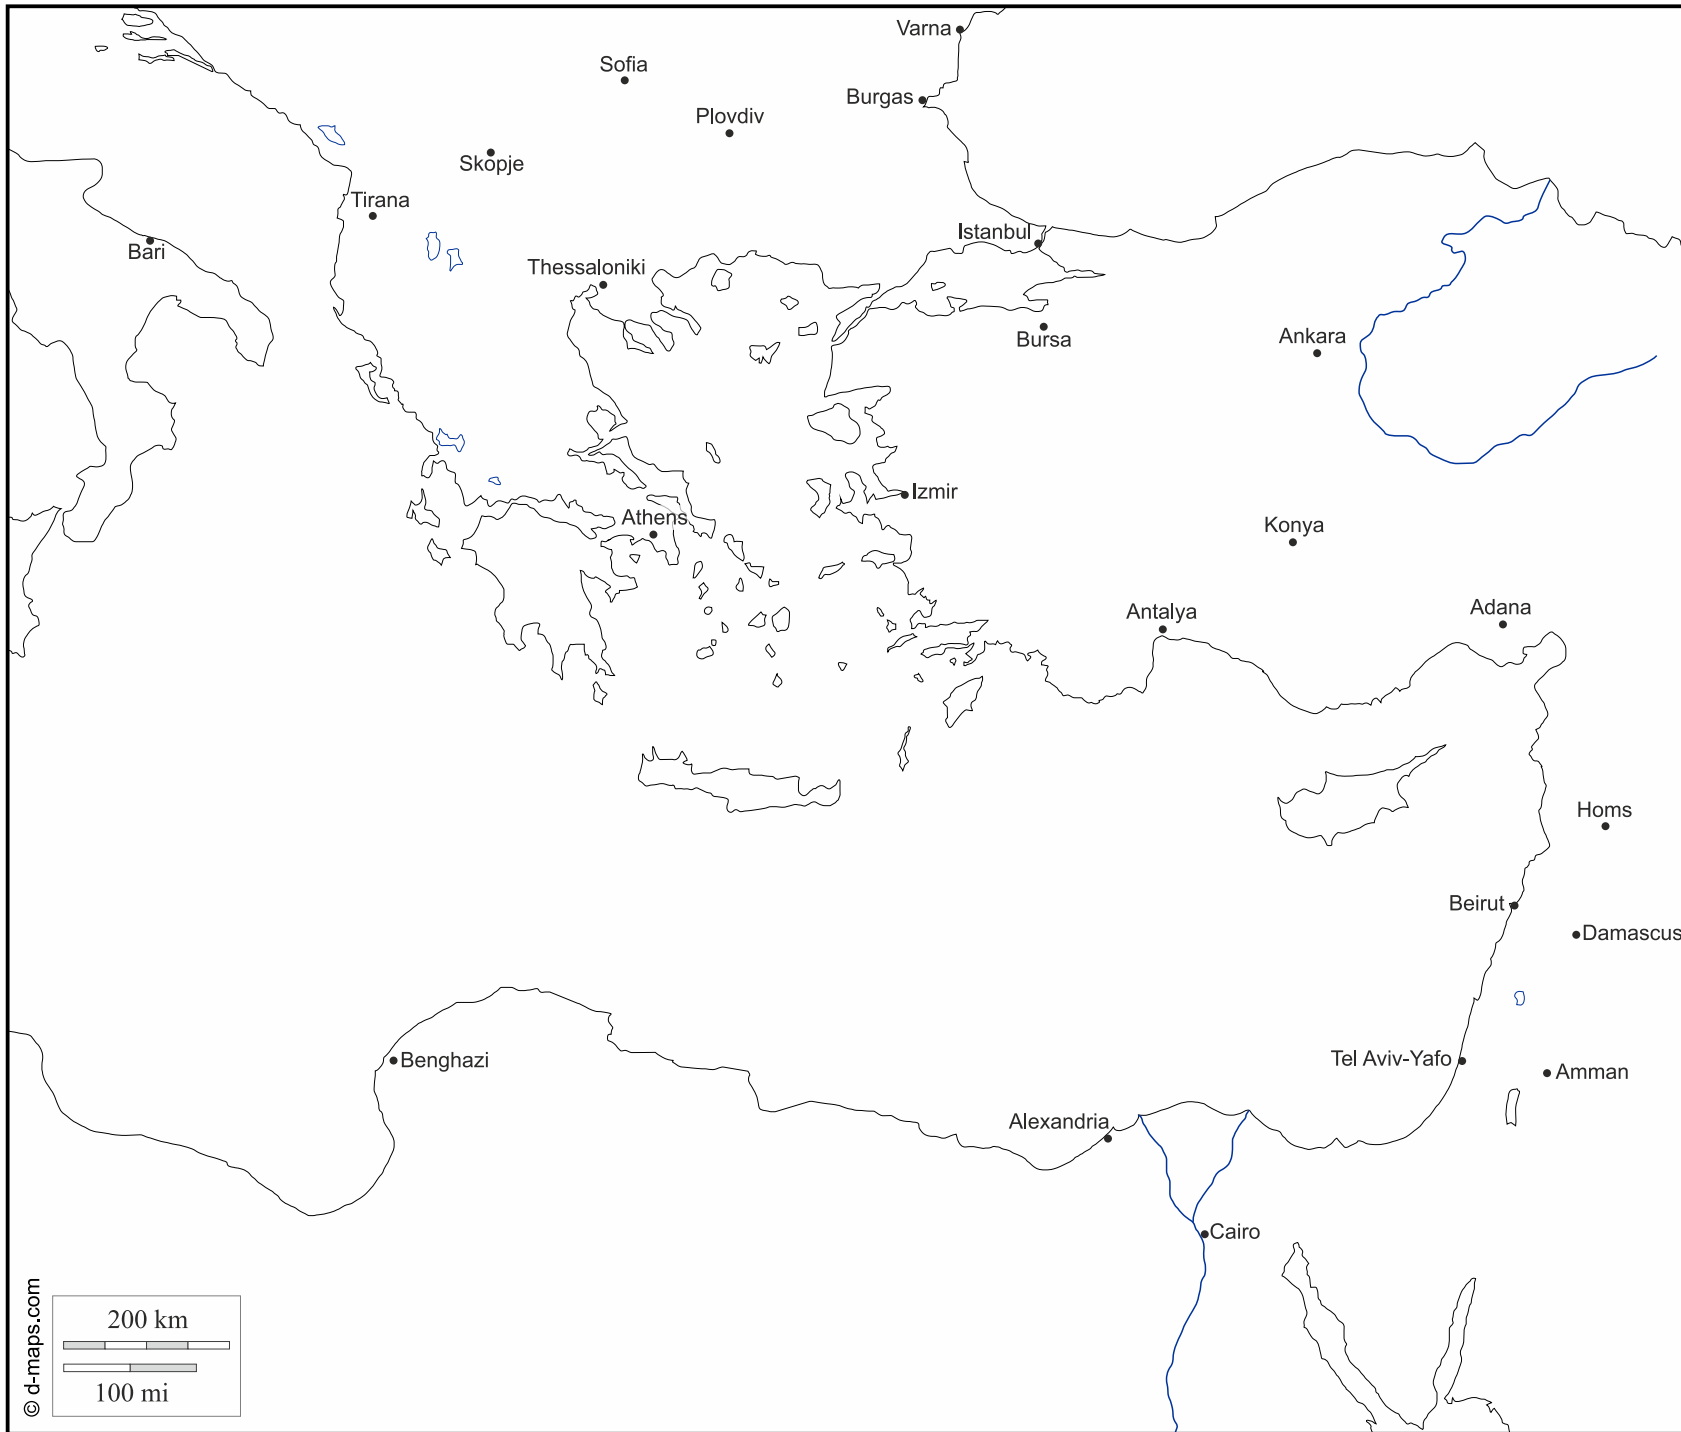 Varna
Sofia
Burgas
Plovdiv
Skopje
Tirana
Istanbul
Bari
Thessaloniki
Bursa
Ankara
Izmir
Athens
Konya
Antalya
Adana
Homs
Beirut
Damascus
Benghazi
Tel Aviv-Yafo
Amman
Alexandria
Cairo
200 km
100 mi
© d-maps.com